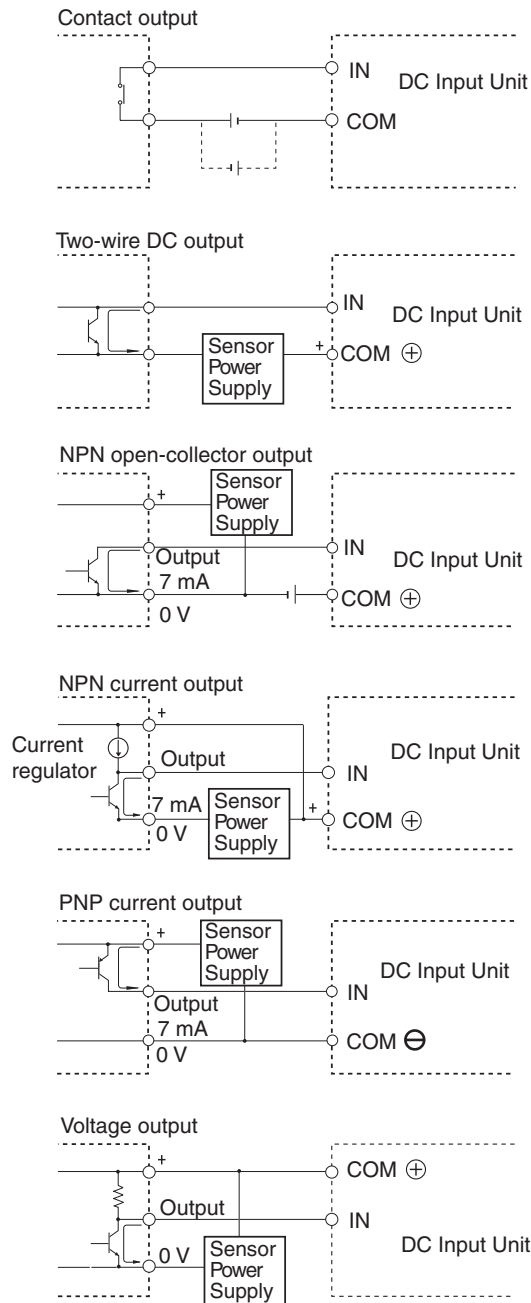 Contact output
IN
DC Input Unit
COM
Two-wire DC output
IN
DC Input Unit
Sensor
Power
Supply
+
COM ⊕
NPN open-collector output
+
Sensor
Power
Supply
Output
IN
DC Input Unit
7 mA
COM ⊕
0 V
NPN current output
+
Current
regulator
DC Input Unit
Output
IN
7 mA
0 V
Sensor
Power
Supply
+
COM ⊕
PNP current output
+
Sensor
Power
Supply
DC Input Unit
Output
IN
7 mA
COM ⊖
0 V
Voltage output
+
COM ⊕
Output
IN
0 V
Sensor
Power
Supply
DC Input Unit